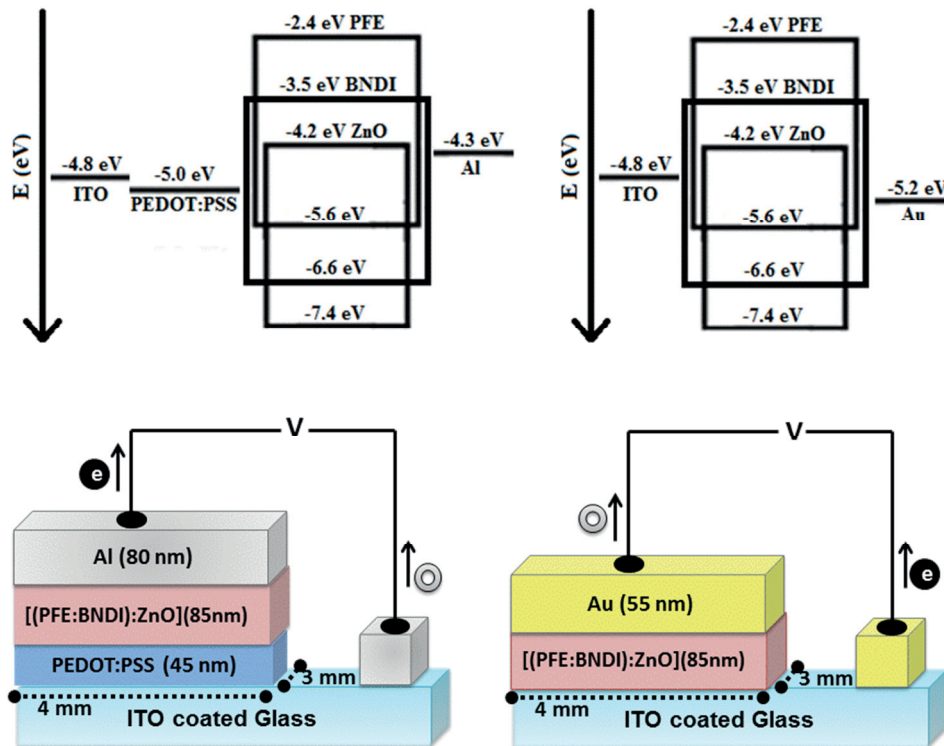 -2.4 eV PFE
-3.5 eV BNDI
-4.2 eV ZnO
-4.3 eV
Al
-4.8 eV
ITO
-5.0 eV
PEDOT:PSS
-5.6 eV
-6.6 eV
-7.4 eV
E (eV)
-2.4 eV PFE
-3.5 eV BNDI
-4.2 eV ZnO
-4.8 eV
ITO
-5.2 eV
Au
-5.6 eV
-6.6 eV
-7.4 eV
E (eV)
V
e
Al (80 nm)
[(PFE:BNDI):ZnO](85nm)
PEDOT:PSS (45 nm)
3 mm
4 mm
ITO coated Glass
V
e
Au (55 nm)
[(PFE:BNDI):ZnO](85nm)
3 mm
4 mm
ITO coated Glass